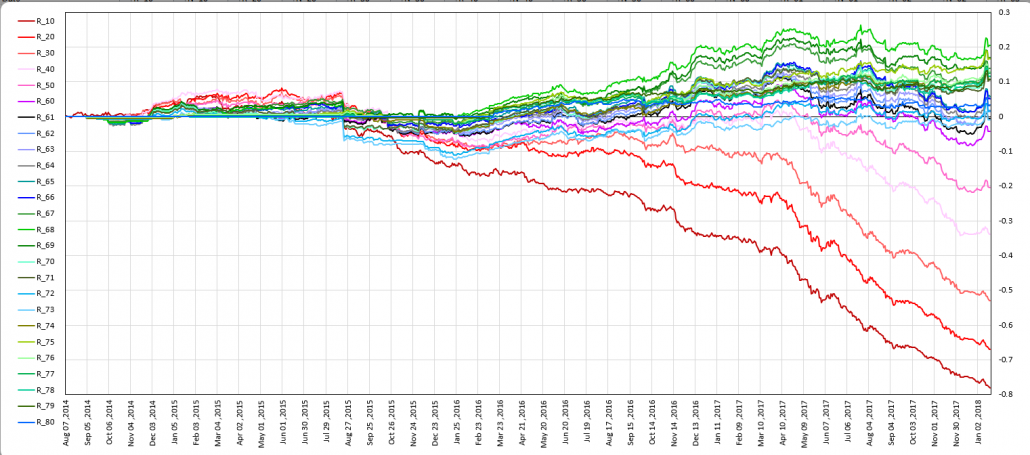 R_10
R_20
R_30
R_40
R_50
R_60
R_61
R_62
R_63
R_64
R_65
R_66
R_67
R_68
R_69
R_70
R_71
R_72
R_73
R_74
R_75
R_76
R_77
R_78
R_79
R_80
0.3
0.2
0.1
0
-0.1
-0.2
-0.3
-0.4
-0.5
-0.6
-0.7
-0.8
Aug 07 ,2014
Sep 05 ,2014
Oct 06 ,2014
Nov 04 ,2014
Dec 03 ,2014
Jan 05 ,2015
Feb 03 ,2015
Mar 04 ,2015
Apr 02 ,2015
May 01 ,2015
Jun 01 ,2015
Jun 30 ,2015
Jul 29 ,2015
Aug 27 ,2015
Sep 25 ,2015
Oct 26 ,2015
Nov 24 ,2015
Dec 23 ,2015
Jan 25 ,2016
Feb 23 ,2016
Mar 23 ,2016
Apr 21 ,2016
May 20 ,2016
Jun 20 ,2016
Jul 19 ,2016
Aug 17 ,2016
Sep 15 ,2016
Oct 14 ,2016
Nov 14 ,2016
Dec 13 ,2016
Jan 11 ,2017
Feb 09 ,2017
Mar 10 ,2017
Apr 10 ,2017
May 09 ,2017
Jun 07 ,2017
Jul 06 ,2017
Aug 04 ,2017
Sep 04 ,2017
Oct 03 ,2017
Nov 01 ,2017
Nov 30 ,2017
Jan 02 ,2018